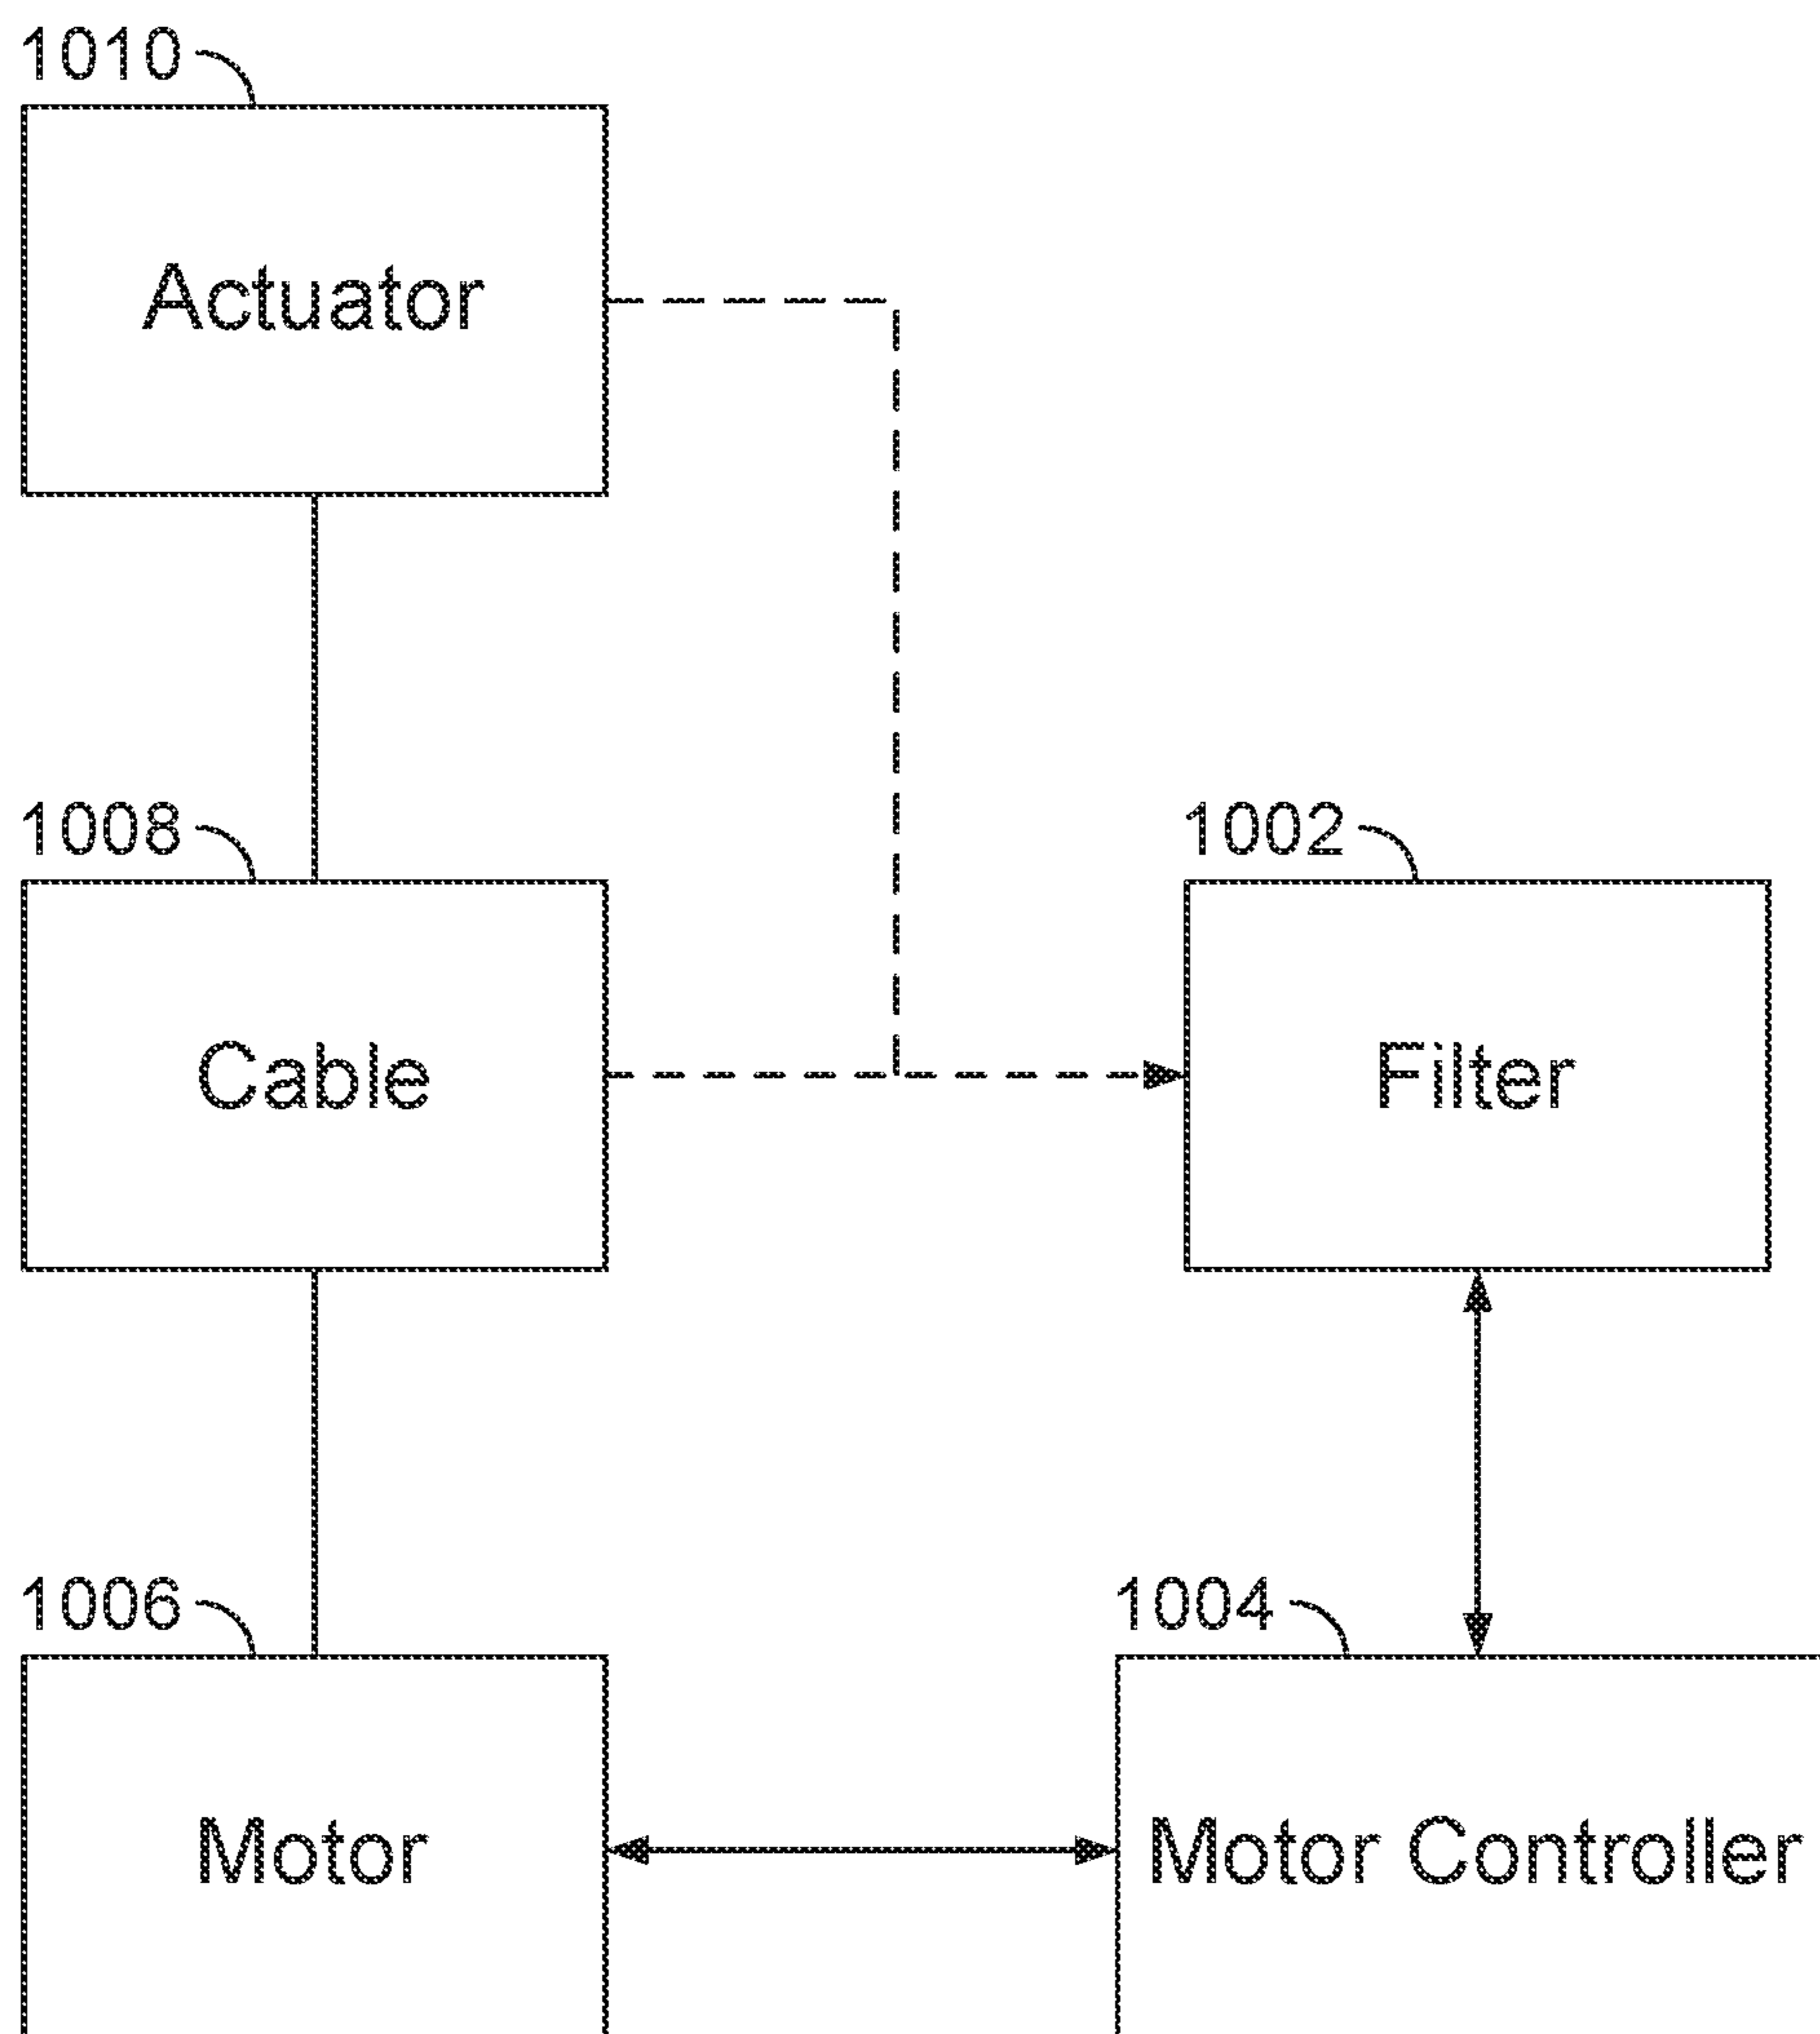 1010
Actuator
1008
1002
Cable
Filter
1006
1004
Motor
Motor Controller